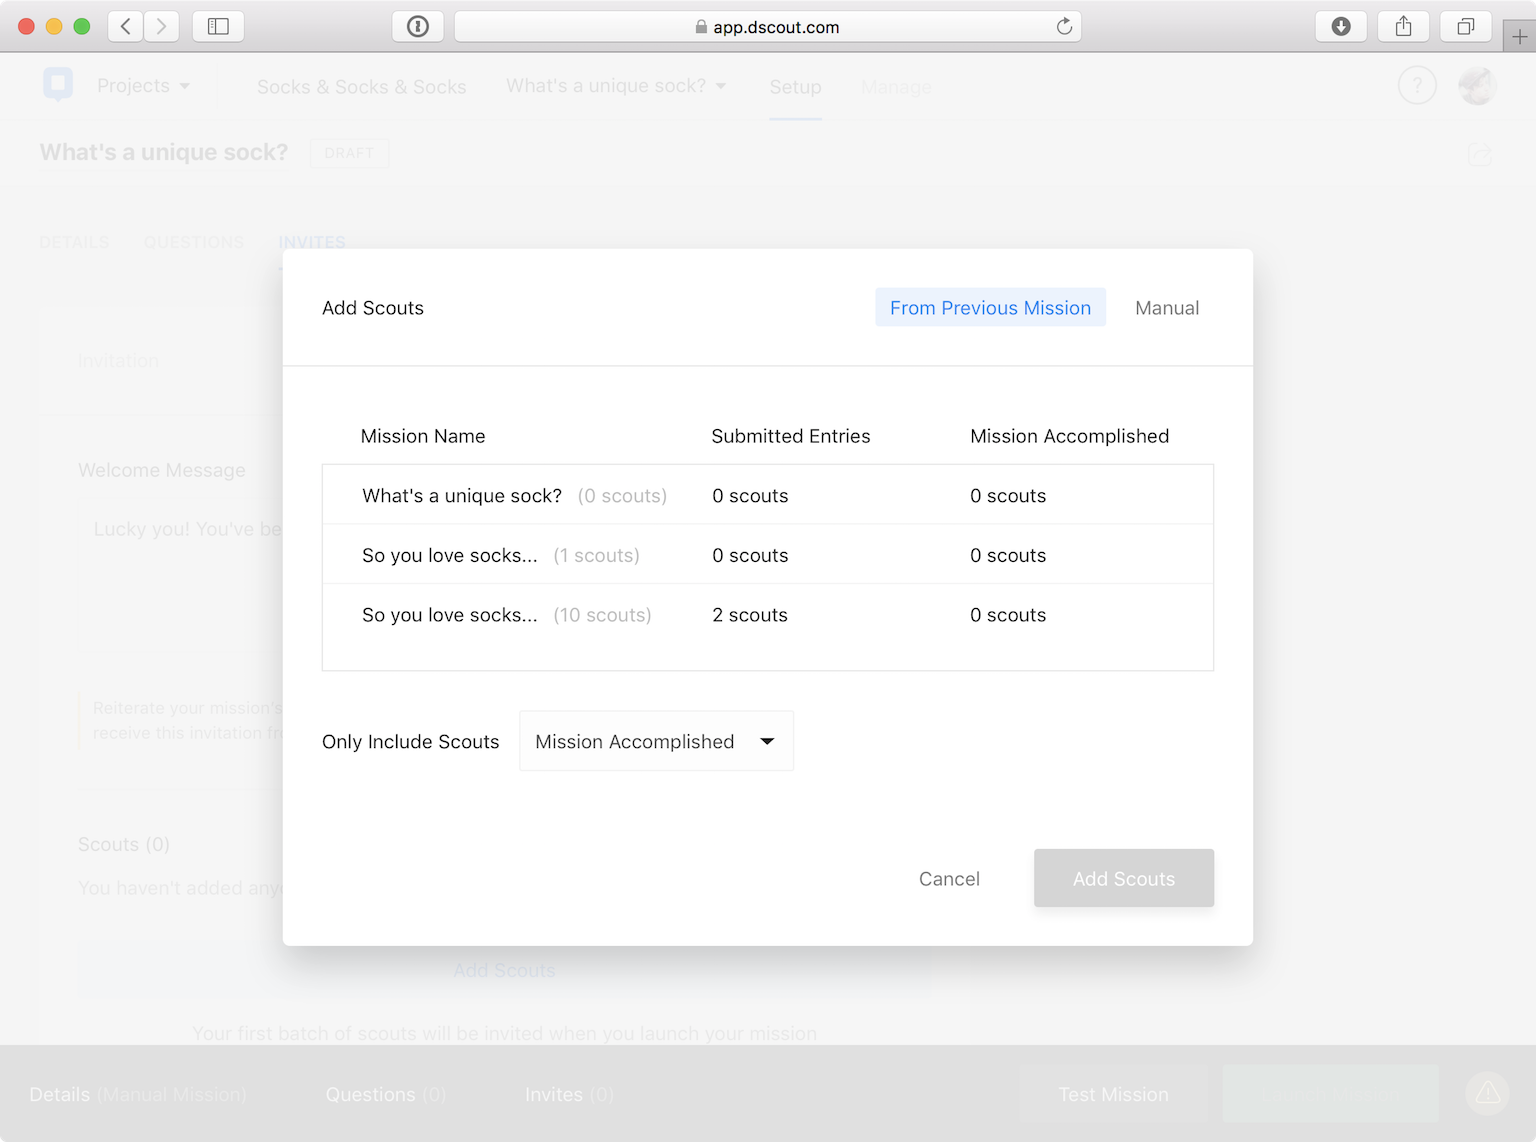 app.dscout.com
Projects Socks & Socks & Socks What's a unique sock? Setup Manage ?
What's a unique sock? DRAFT
DETAILS QUESTIONS INVITES
Add Scouts From Previous Mission Manual
Invitation
Mission Name Submitted Entries Mission Accomplished
Welcome Message
What's a unique sock? (0 scouts) 0 scouts 0 scouts
Lucky you! You've be
So you love socks... (1 scouts) 0 scouts 0 scouts
So you love socks... (10 scouts) 2 scouts 0 scouts
Reiterate your mission's
receive this invitation fr
Only Include Scouts Mission Accomplished
Scouts (0)
You haven't added any
Cancel Add Scouts
Add Scouts
Your first batch of scouts will be invited when you launch your mission
Details (Manual Mission) Questions (0) Invites (0) Test Mission